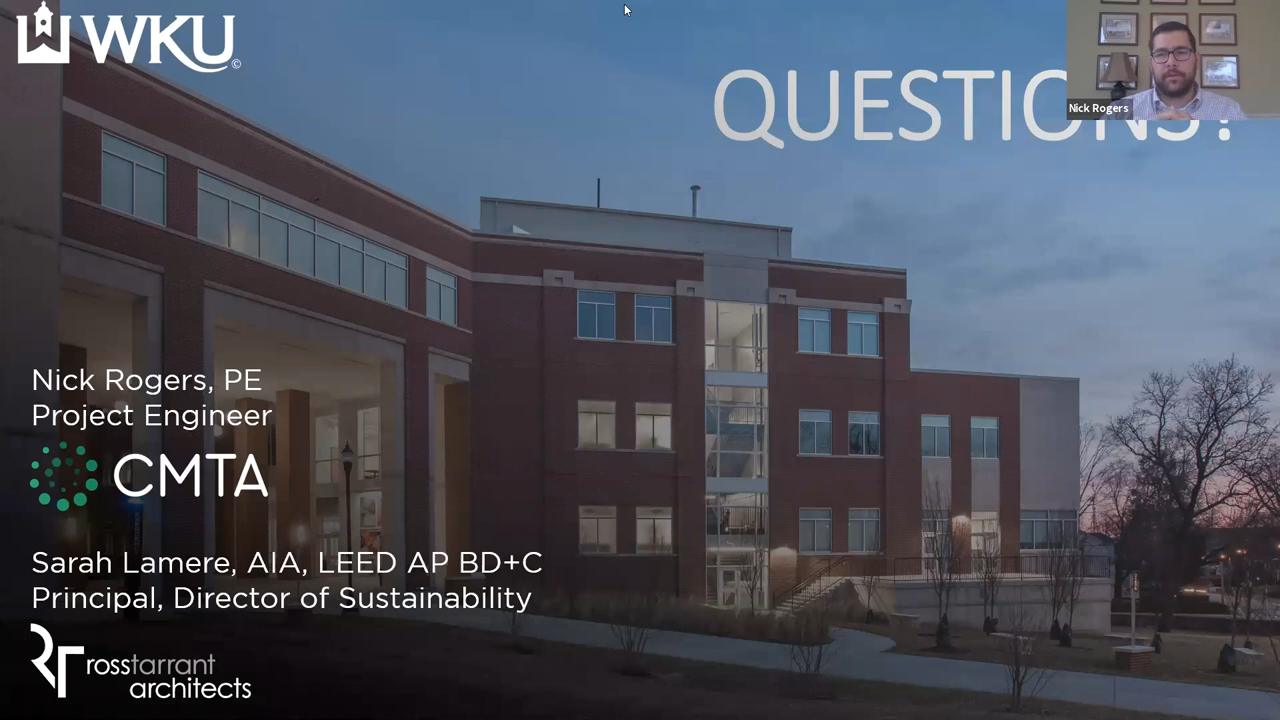 WKU©
QUESTIONS?
Nick Rogers
Nick Rogers, PE
Project Engineer
CMTA
Sarah Lamere, AIA, LEED AP BD+C
Principal, Director of Sustainability
rosstarrant
architects